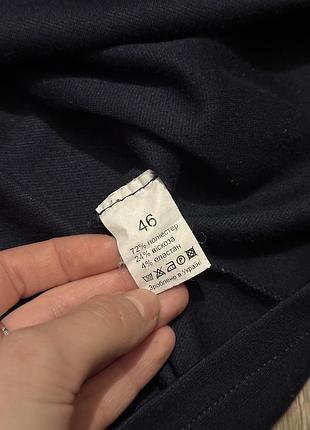 46
72% поліестер
24% віскоза
4% еластан
Зроблено в Україні